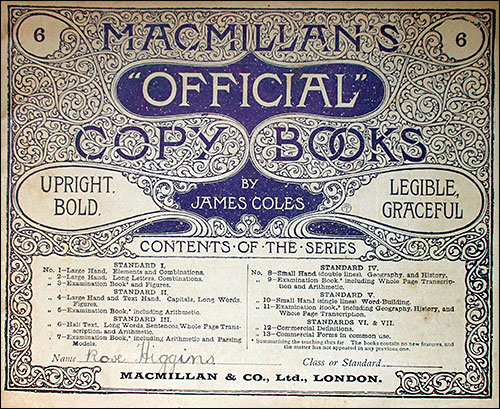 6
6
MACMILLAN'S
"OFFICIAL"
COPY BOOKS
UPRIGHT.
BOLD.
BY
JAMES COLES
LEGIBLE,
GRACEFUL
CONTENTS · OF · THE · SERIES
STANDARD I.
No. 1—Large Hand. Elements and Combinations.
„ 2—Large Hand. Long Letters, Combinations.
„ 3—Examination Book* and Figures.
STANDARD II.
„ 4—Large Hand and Text Hand. Capitals, Long Words.
Figures.
„ 5—Examination Book,* including Arithmetic.
STANDARD III.
„ 6—Half Text. Long Words, Sentences, Whole Page Trans-
cription and Arithmetic.
„ 7—Examination Book,* including Arithmetic and Parsing
Models.
STANDARD IV.
No. 8—Small Hand (double lines). Geography, and History.
„ 9—Examination Book* including Whole Page Transcrip-
tion and Arithmetic.
STANDARD V.
„ 10—Small Hand (single lines). Word-Building.
„ 11—Examination Book,* including Geography, History, and
Whole Page Transcription.
STANDARDS VI. & VII.
„ 12—Commercial Definitions.
„ 13—Commercial Forms in common use.
* Summarising the teaching thus far. The books contain no new features, and
the matter has not appeared in any previous one.
Name Rose Higgins Class or Standard
MACMILLAN & CO., Ltd., LONDON.